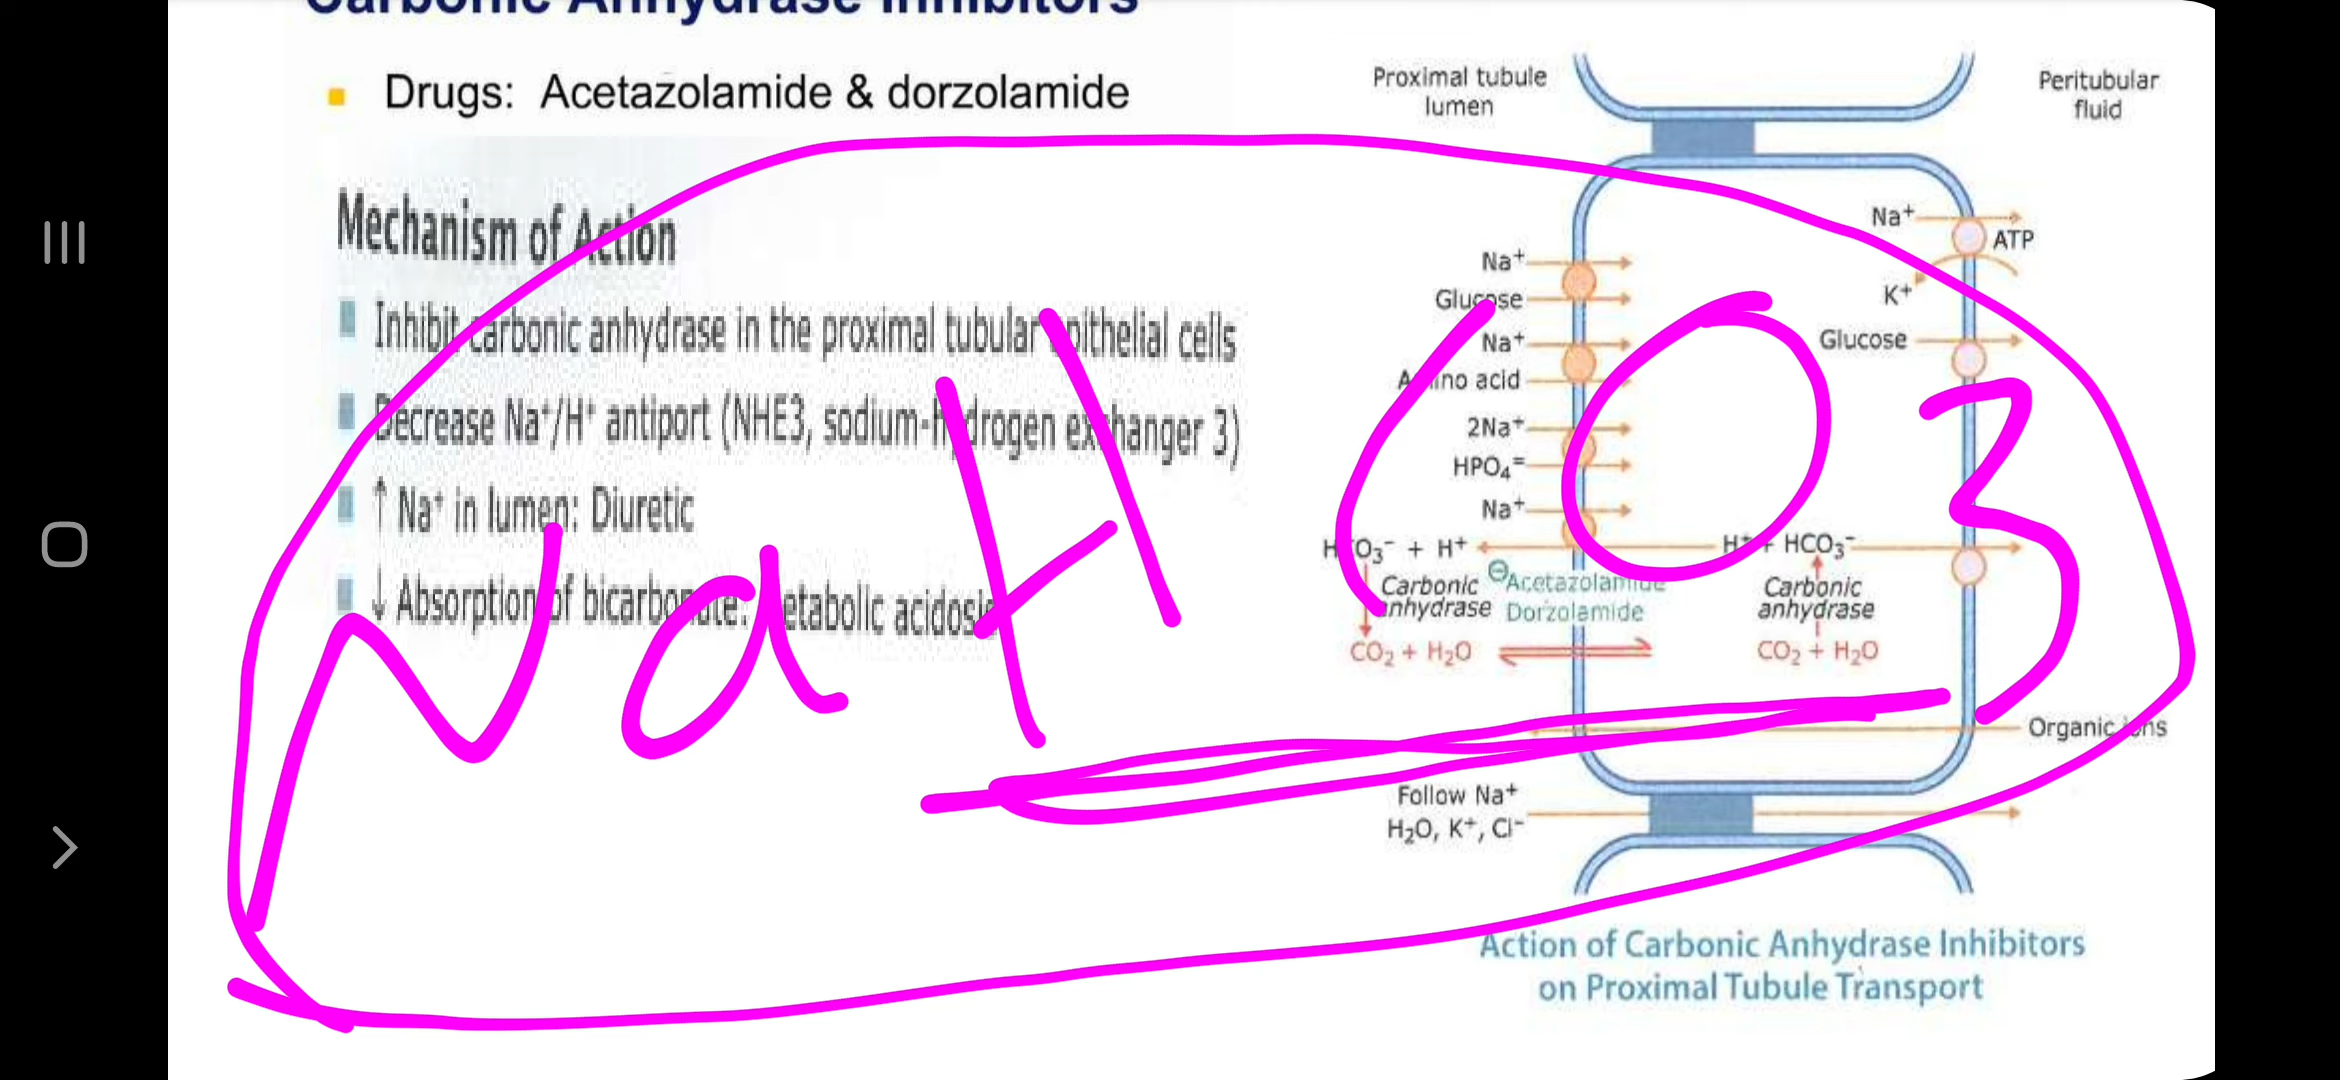 Carbonic Anhydrase Inhibitors
Drugs: Acetazolamide & dorzolamide
Mechanism of Action
Inhibit carbonic anhydrase in the proximal tubular epithelial cells
Decrease Na⁺/H⁺ antiport (NHE3, sodium-hydrogen exchanger 3)
↑ Na⁺ in lumen: Diuretic
↓ Absorption of bicarbonate: metabolic acidosis
NaHCO3
Proximal tubule
lumen
Peritubular
fluid
Na⁺
ATP
K⁺
Na⁺
Glucose
Glucose
Na⁺
Amino acid
2Na⁺
HPO₄⁼
Na⁺
HCO₃⁻ + H⁺
H⁺ + HCO₃⁻
Carbonic
anhydrase
⊖Acetazolamide
Dorzolamide
Carbonic
anhydrase
CO₂ + H₂O
CO₂ + H₂O
Organic ions
Follow Na⁺
H₂O, K⁺, Cl⁻
Action of Carbonic Anhydrase Inhibitors
on Proximal Tubule Transport